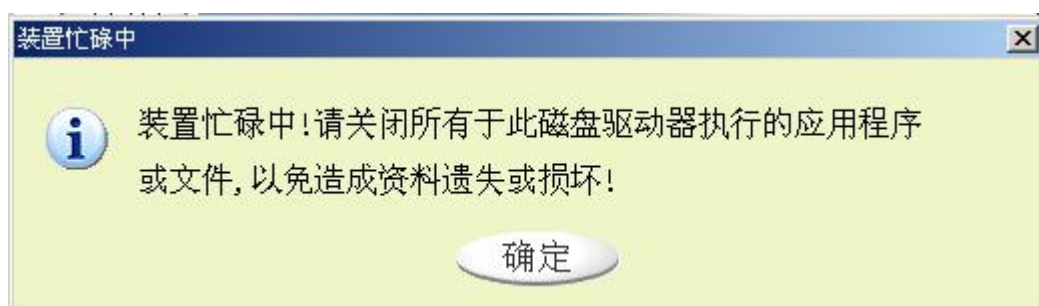 装置忙碌中
装置忙碌中!请关闭所有于此磁盘驱动器执行的应用程序
或文件,以免造成资料遗失或损坏!
确定